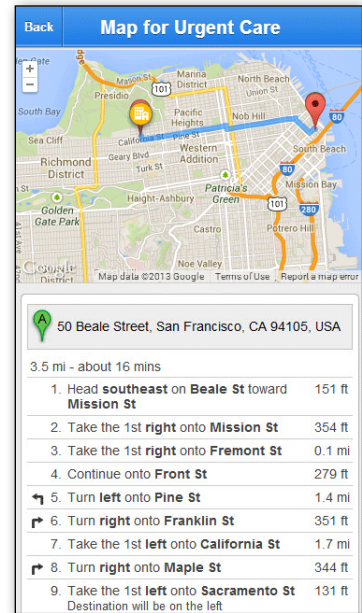 Back
Map for Urgent Care
+
-
Mason St
Marina
District
North Beach
Union St
101
Presidio
South Bay
Pacific
Heights
Nob Hill
California St
Pine St
Sea Cliff
Geary Blvd
Western
Addition
South Beach
Richmond
District
Turk St
80
80
Patricia's
Green
Mission Bay
Haight-Ashbury
101
280
Golden
Gate Park
Castro
Potrero Hill
Noe Valley
Google
Map data ©2013 Google
Terms of Use
Report a map error
A
50 Beale Street, San Francisco, CA 94105, USA
3.5 mi - about 16 mins
1. Head southeast on Beale St toward 151 ft
Mission St
2. Take the 1st right onto Mission St 354 ft
3. Take the 1st right onto Fremont St 0.1 mi
4. Continue onto Front St 279 ft
5. Turn left onto Pine St 1.4 mi
6. Turn right onto Franklin St 351 ft
7. Take the 1st left onto California St 1.7 mi
8. Turn right onto Maple St 344 ft
9. Take the 1st left onto Sacramento St 131 ft
Destination will be on the left